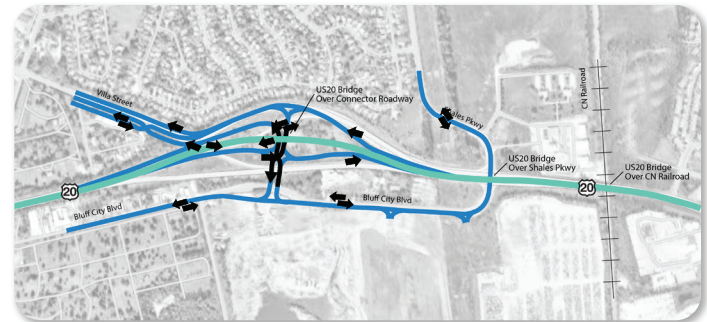 Villa Street
US20 Bridge
Over Connector Roadway
Shales Pkwy
CN Railroad
US20 Bridge
Over Shales Pkwy
US20 Bridge
Over CN Railroad
20
20
Bluff City Blvd
Bluff City Blvd